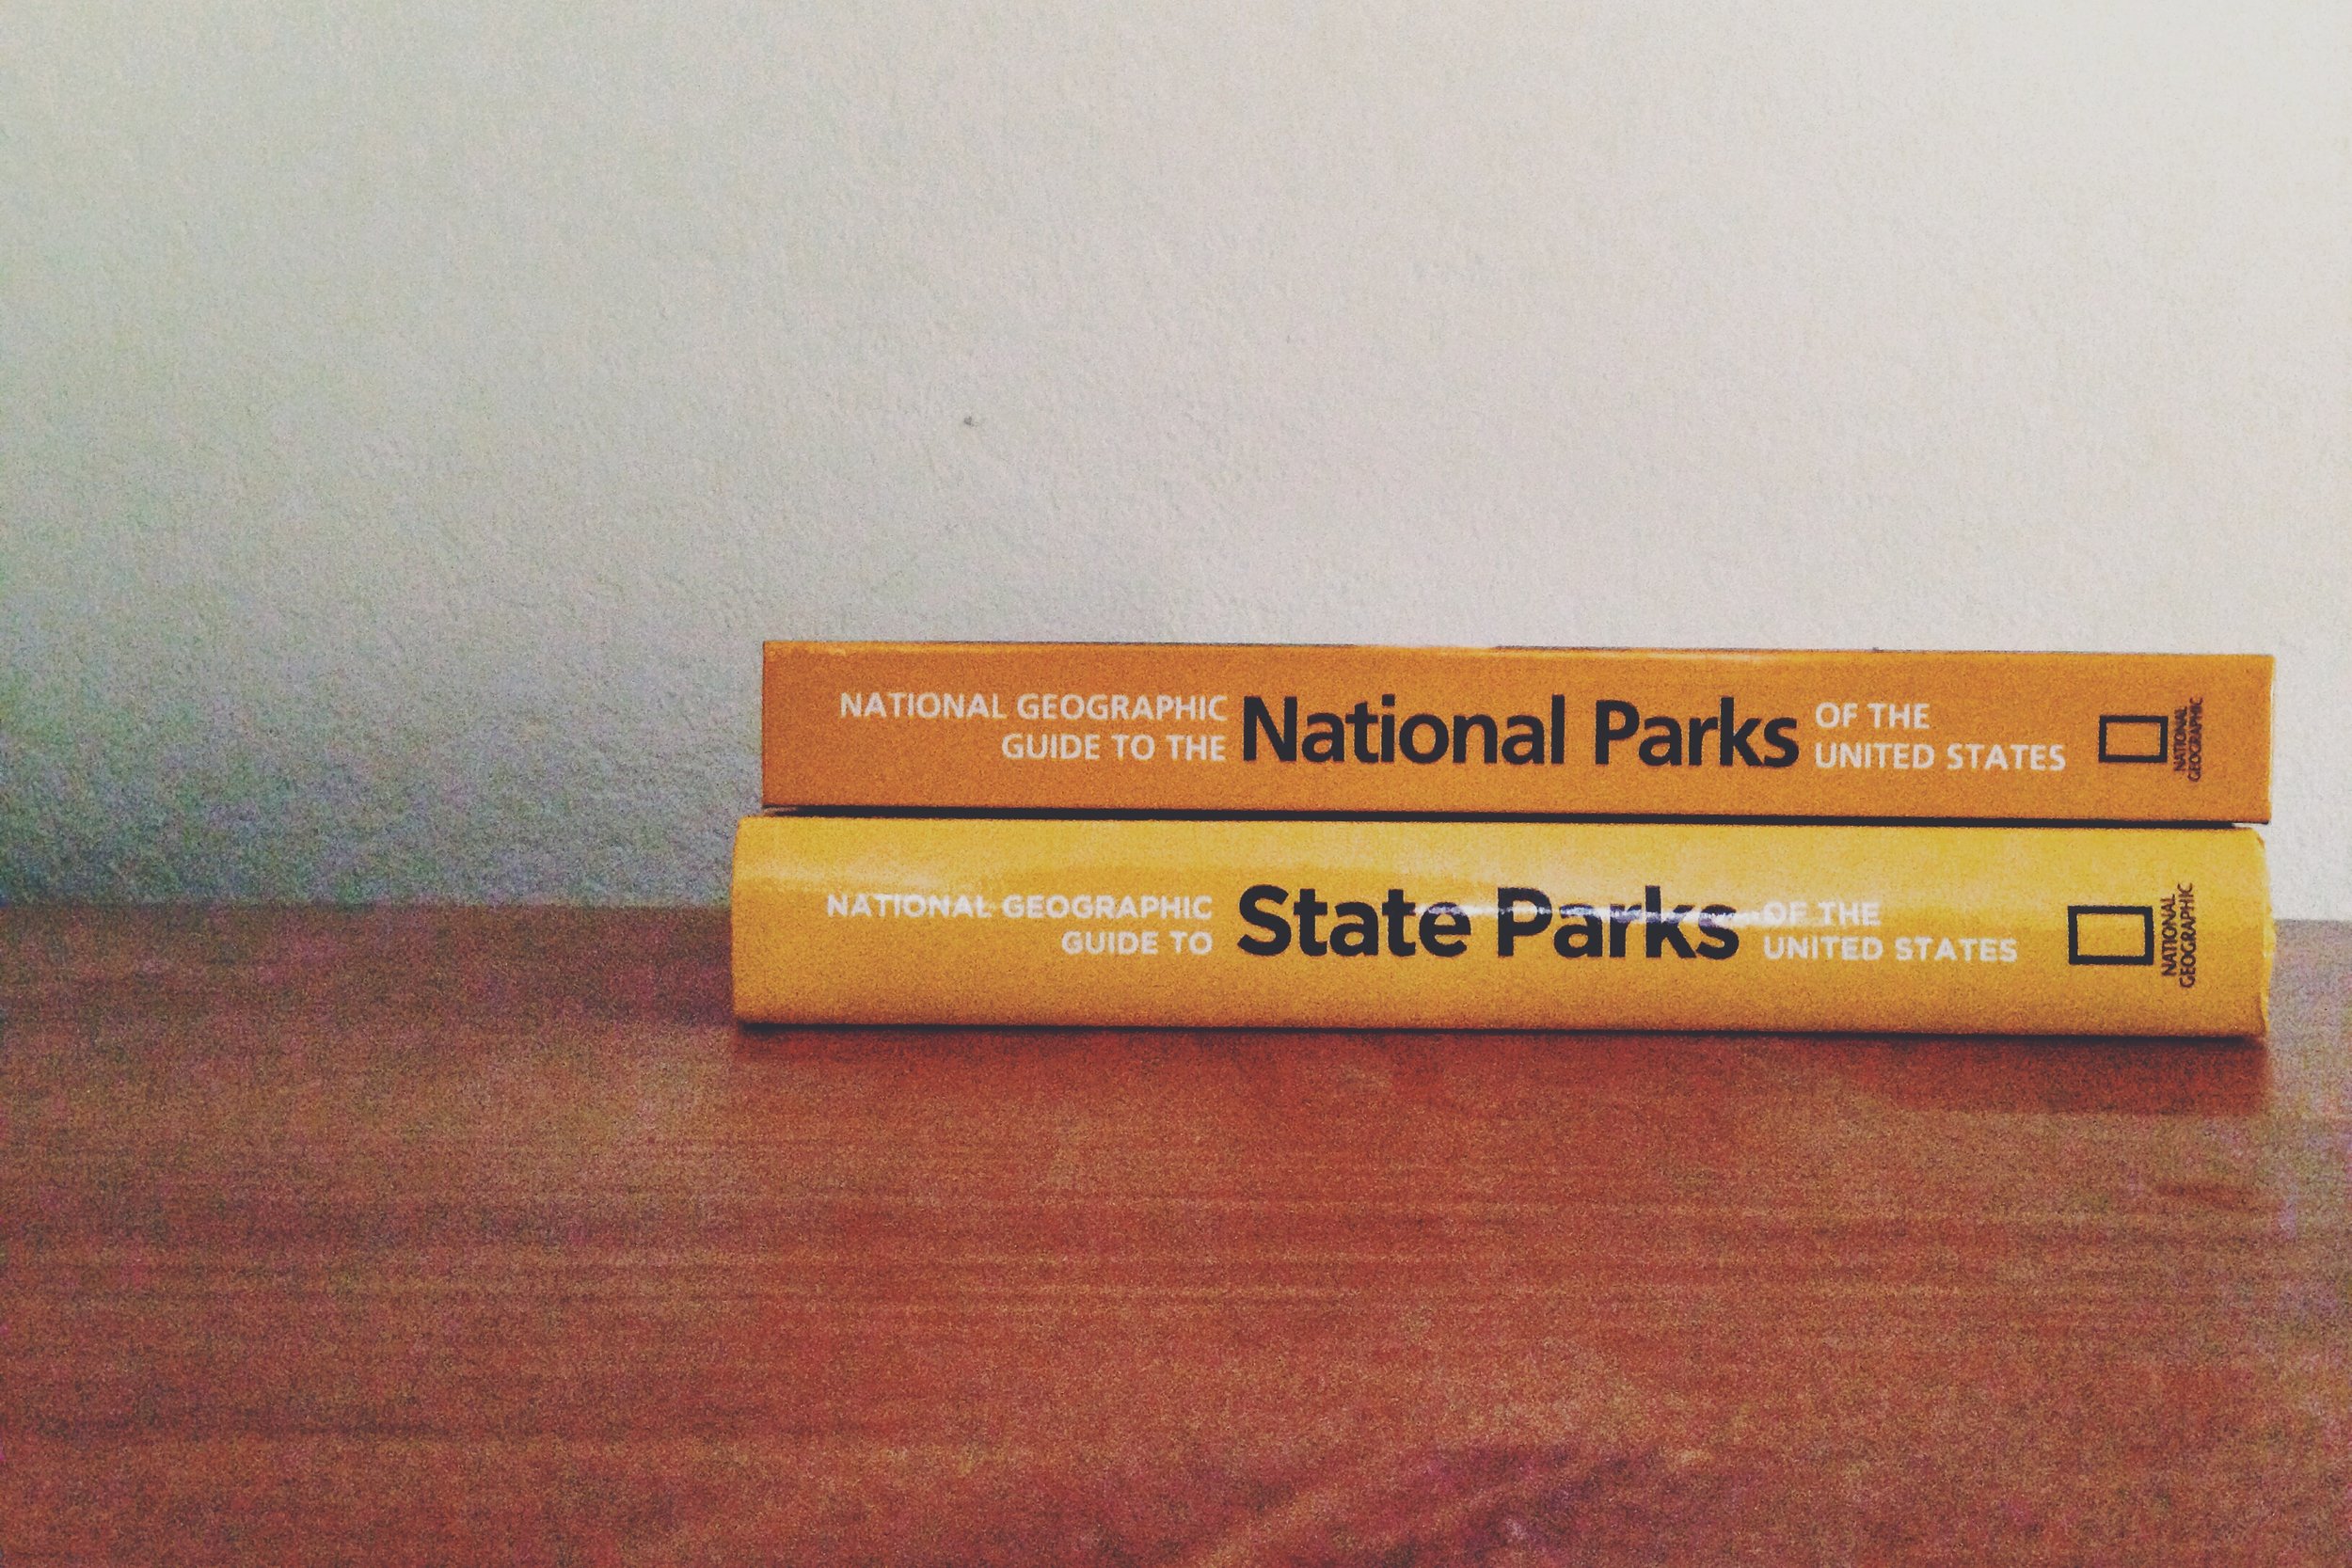 NATIONAL GEOGRAPHIC
GUIDE TO THE
National Parks
OF THE
UNITED STATES
NATIONAL
GEOGRAPHIC
NATIONAL GEOGRAPHIC
GUIDE TO
State Parks
OF THE
UNITED STATES
NATIONAL
GEOGRAPHIC